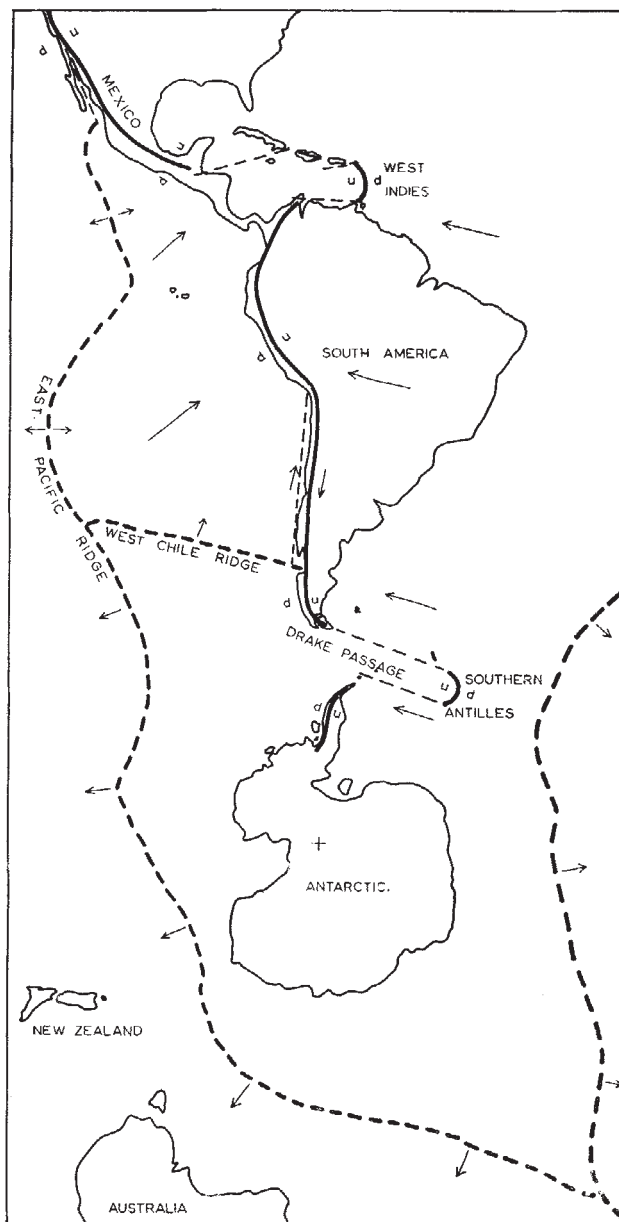 u
d
MEXICO
u
d
WEST
u d
INDIES
u
d
SOUTH AMERICA
EAST PACIFIC RIDGE
WEST CHILE RIDGE
d u
DRAKE PASSAGE
u SOUTHERN
d
ANTILLES
d u
ANTARCTIC.
NEW ZEALAND
AUSTRALIA